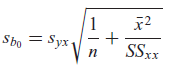 s_{b_0} = s_{yx} \sqrt{\frac{1}{n} + \frac{\bar{x}2}{SS_{xx}}}